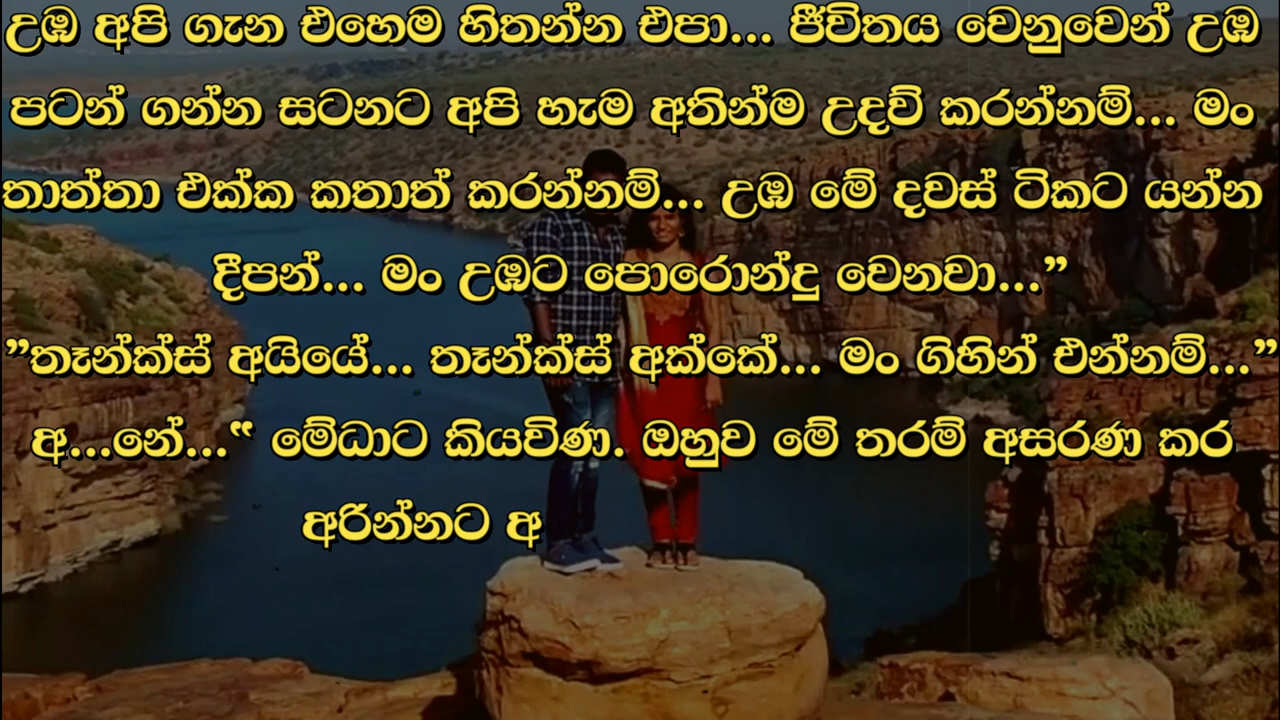 උඹ අපි ගැන එහෙම හිතන්න එපා... ජීවිතය වෙනුවෙන් උඹ
පටන් ගන්න සටනට අපි හැම අතින්ම උදව් කරන්නම්... මං
තාත්තා එක්ක කතාත් කරන්නම්... උඹ මේ දවස් ටිකට යන්න
දීපන්... මං උඹට පොරොන්දු වෙනවා...”
”තෑන්ක්ස් අයියේ... තෑන්ක්ස් අක්කේ... මං ගිහින් එන්නම්...”
අ...නේ...“ මේධාට කියවිණ. ඔහුව මේ තරම් අසරණ කර
අරින්නට අ